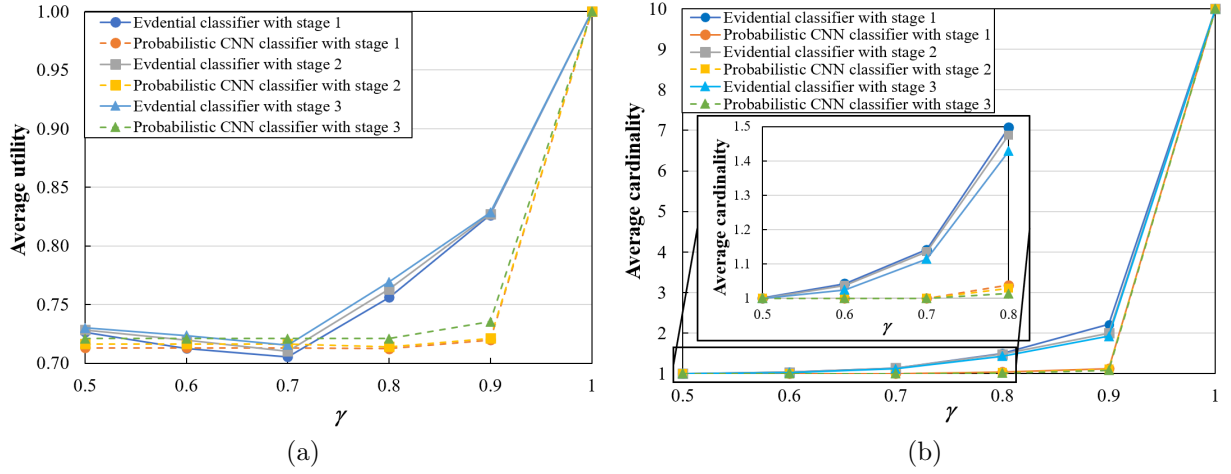 1.00
0.95
0.90
0.85
0.80
0.75
0.70
Average utility
Evdential classifier with stage 1
Probabilistic CNN classifier with stage 1
Evdential classifier with stage 2
Probabilistic CNN classifier with stage 2
Evdential classifier with stage 3
Probabilistic CNN classifier with stage 3
0.5 0.6 0.7 0.8 0.9 1
γ
(a)
10
9
8
7
6
5
4
3
2
1
Average cardinality
Evidential classifier with stage 1
Probabilistic CNN classifier with stage 1
Evidential classifier with stage 2
Probabilistic CNN classifier with stage 2
Evidential classifier with stage 3
Probabilistic CNN classifier with stage 3
1.5
1.4
1.3
1.2
1.1
1
Average cardinality
0.5 0.6 0.7 0.8
γ
0.5 0.6 0.7 0.8 0.9 1
γ
(b)